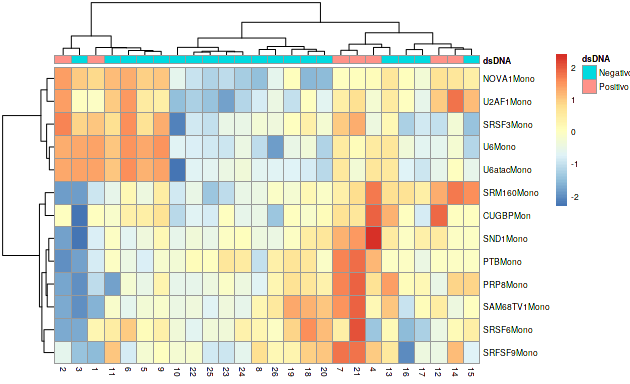 dsDNA
dsDNA
Negativo
Positivo
2
1
0
-1
-2
NOVA1Mono
U2AF1Mono
SRSF3Mono
U6Mono
U6atacMono
SRM160Mono
CUGBPMon
SND1Mono
PTBMono
PRP8Mono
SAM68TV1Mono
SRSF6Mono
SRFSF9Mono
2 3 1 11 6 5 9 10 22 25 23 24 8 26 19 18 20 7 21 4 13 16 17 12 14 15